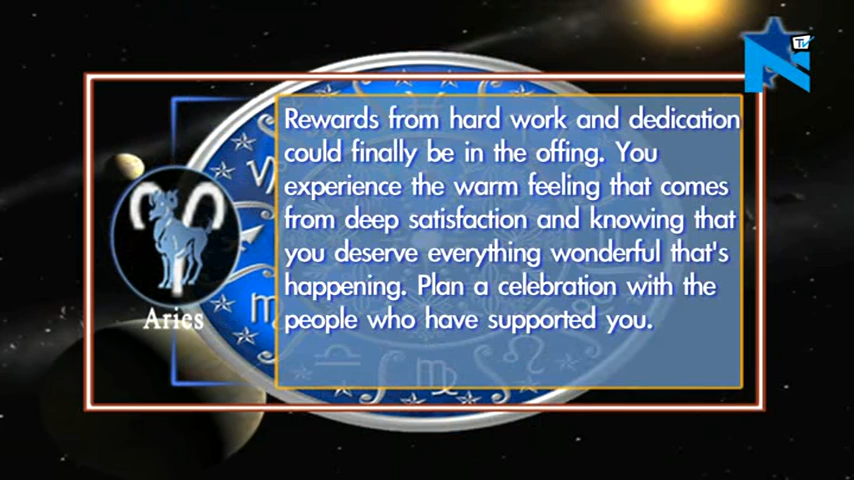 TV
Rewards from hard work and dedication
could finally be in the offing. You
experience the warm feeling that comes
from deep satisfaction and knowing that
you deserve everything wonderful that's
happening. Plan a celebration with the
people who have supported you.
Aries